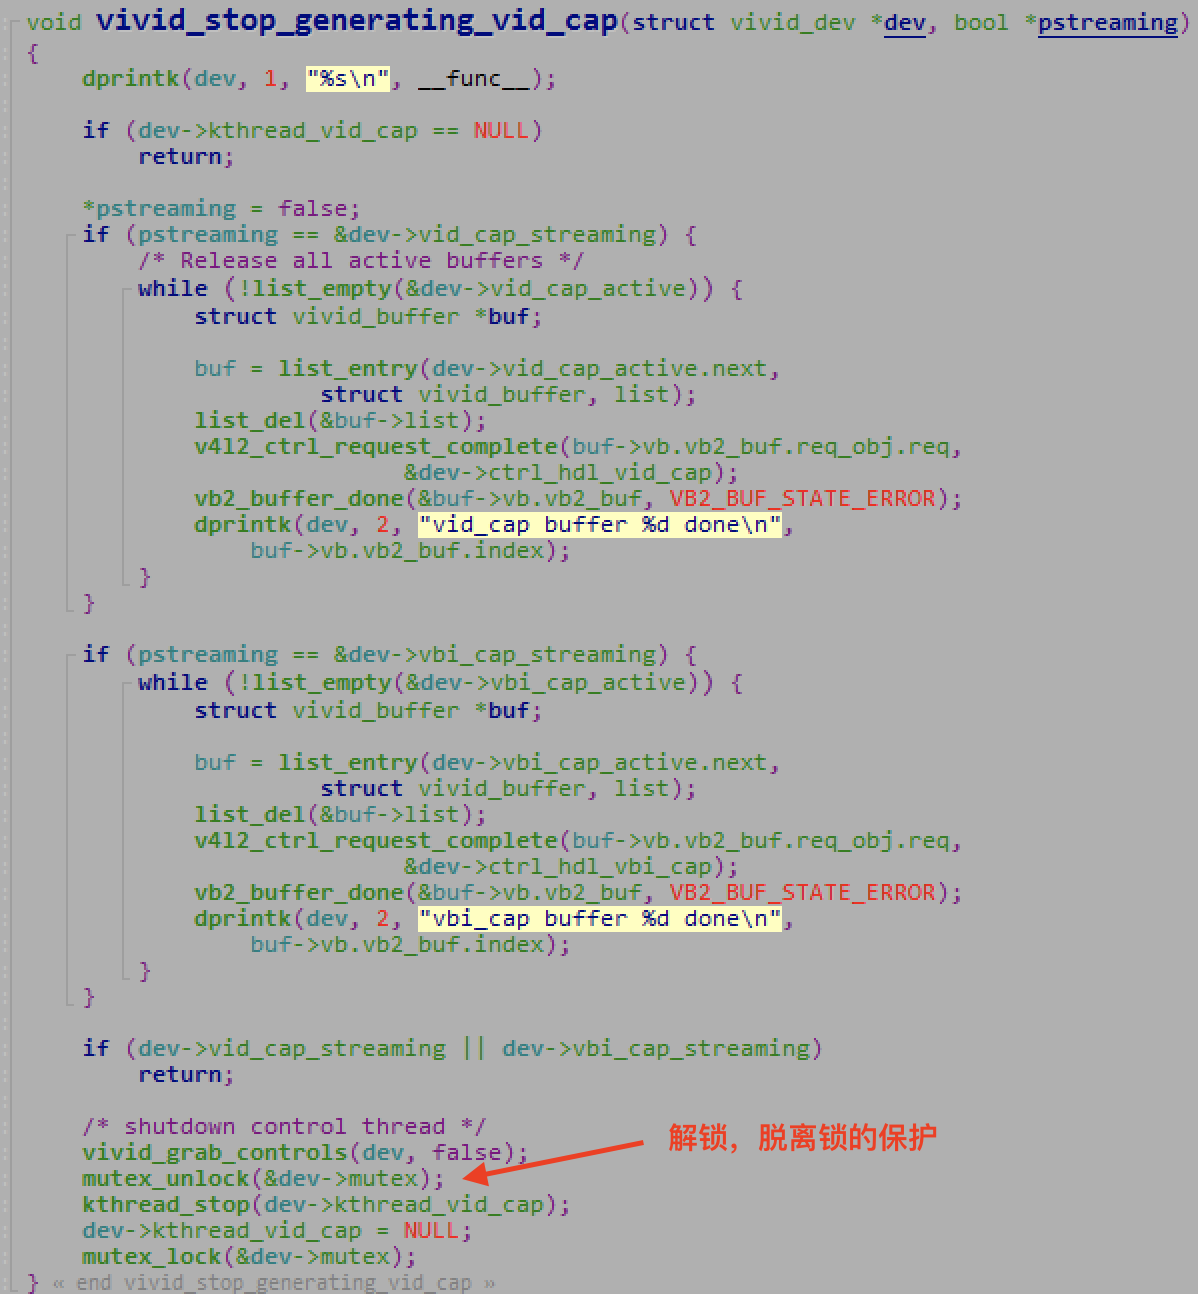 void vivid_stop_generating_vid_cap(struct vivid_dev *dev, bool *pstreaming)
{
    dprintk(dev, 1, "%s\n", __func__);

    if (dev->kthread_vid_cap == NULL)
        return;

    *pstreaming = false;
    if (pstreaming == &dev->vid_cap_streaming) {
        /* Release all active buffers */
        while (!list_empty(&dev->vid_cap_active)) {
            struct vivid_buffer *buf;

            buf = list_entry(dev->vid_cap_active.next,
                     struct vivid_buffer, list);
            list_del(&buf->list);
            v4l2_ctrl_request_complete(buf->vb.vb2_buf.req_obj.req,
                           &dev->ctrl_hdl_vid_cap);
            vb2_buffer_done(&buf->vb.vb2_buf, VB2_BUF_STATE_ERROR);
            dprintk(dev, 2, "vid_cap buffer %d done\n",
                buf->vb.vb2_buf.index);
        }
    }

    if (pstreaming == &dev->vbi_cap_streaming) {
        while (!list_empty(&dev->vbi_cap_active)) {
            struct vivid_buffer *buf;

            buf = list_entry(dev->vbi_cap_active.next,
                     struct vivid_buffer, list);
            list_del(&buf->list);
            v4l2_ctrl_request_complete(buf->vb.vb2_buf.req_obj.req,
                           &dev->ctrl_hdl_vbi_cap);
            vb2_buffer_done(&buf->vb.vb2_buf, VB2_BUF_STATE_ERROR);
            dprintk(dev, 2, "vbi_cap buffer %d done\n",
                buf->vb.vb2_buf.index);
        }
    }

    if (dev->vid_cap_streaming || dev->vbi_cap_streaming)
        return;

    /* shutdown control thread */
    vivid_grab_controls(dev, false);
解锁，脱离锁的保护
    mutex_unlock(&dev->mutex);
    kthread_stop(dev->kthread_vid_cap);
    dev->kthread_vid_cap = NULL;
    mutex_lock(&dev->mutex);
} « end vivid_stop_generating_vid_cap »